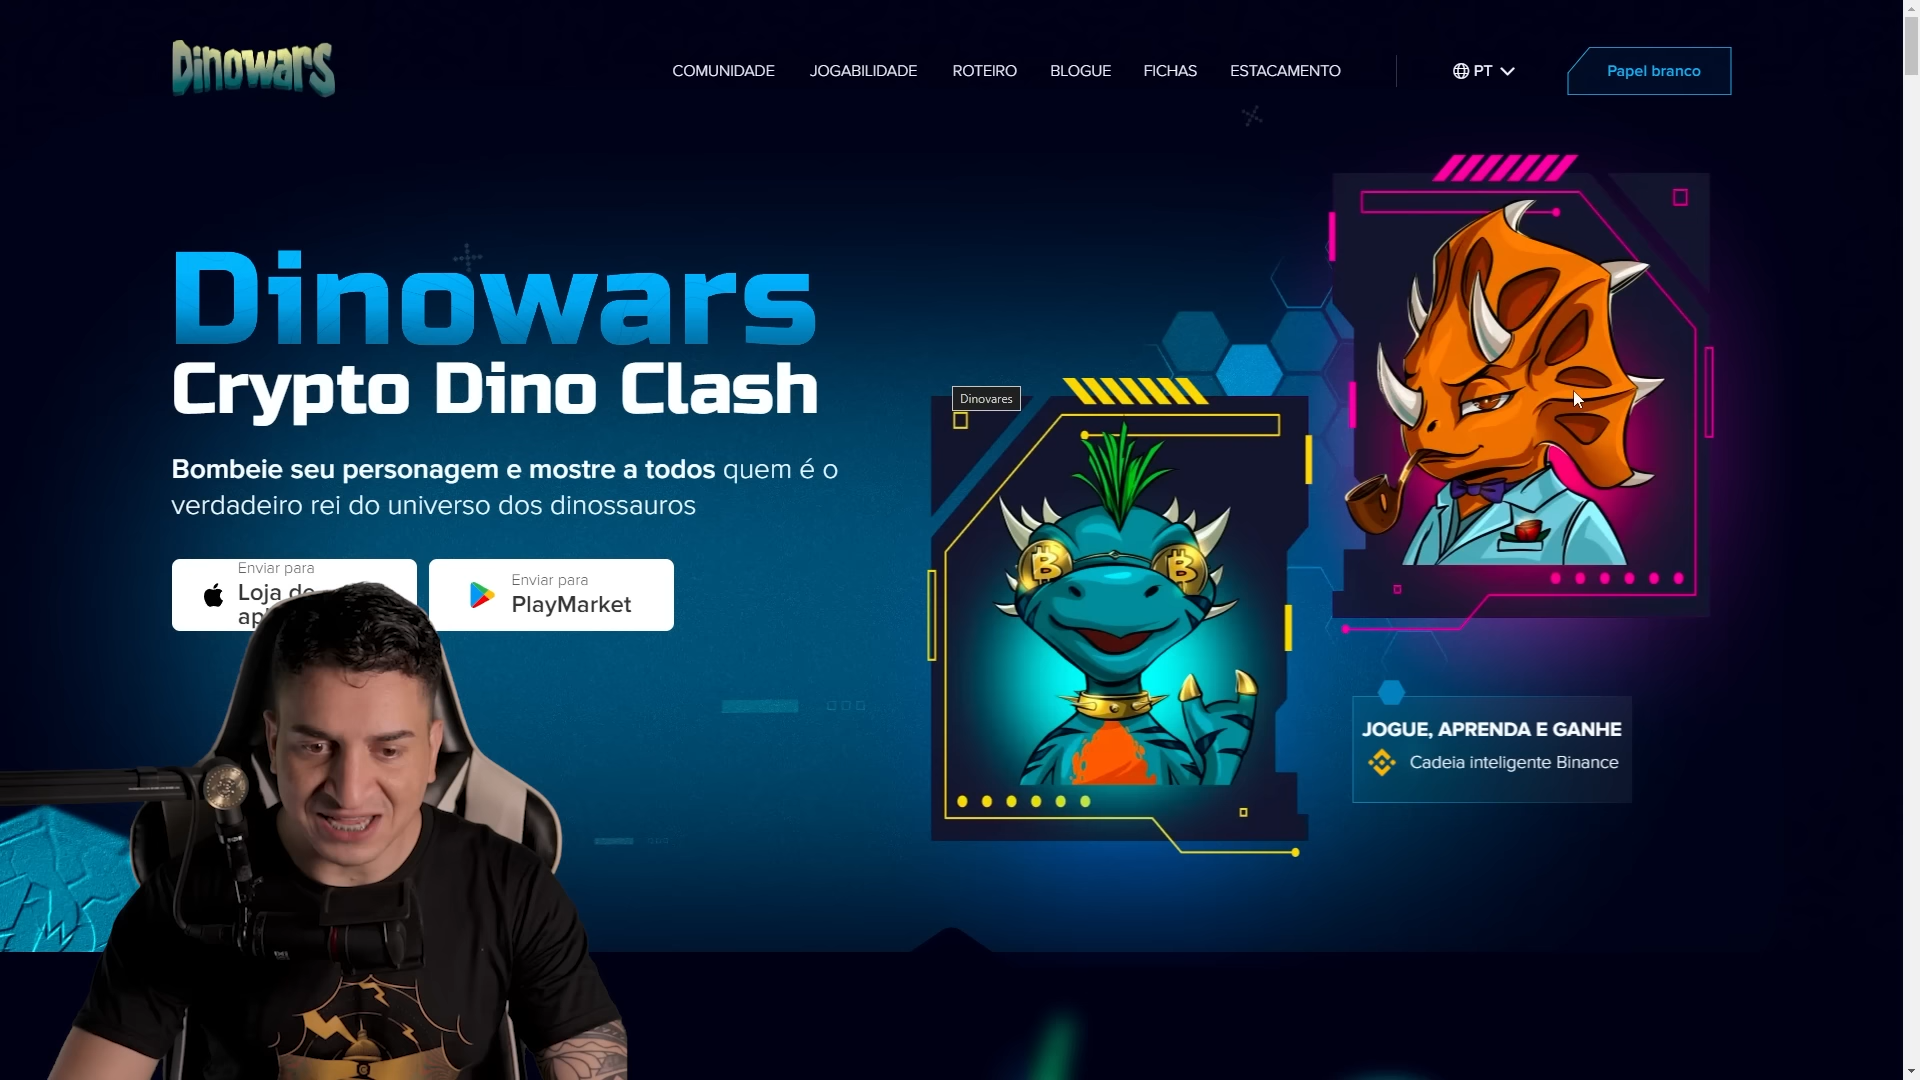 Dinowars
COMUNIDADE
JOGABILIDADE
ROTEIRO
BLOGUE
FICHAS
ESTACAMENTO
PT
Papel branco
Dinowars
Crypto Dino Clash
Bombeie seu personagem e mostre a todos quem é o
verdadeiro rei do universo dos dinossauros
Enviar para
Loja de
Enviar para
PlayMarket
Dinovares
JOGUE, APRENDA E GANHE
Cadeia inteligente Binance